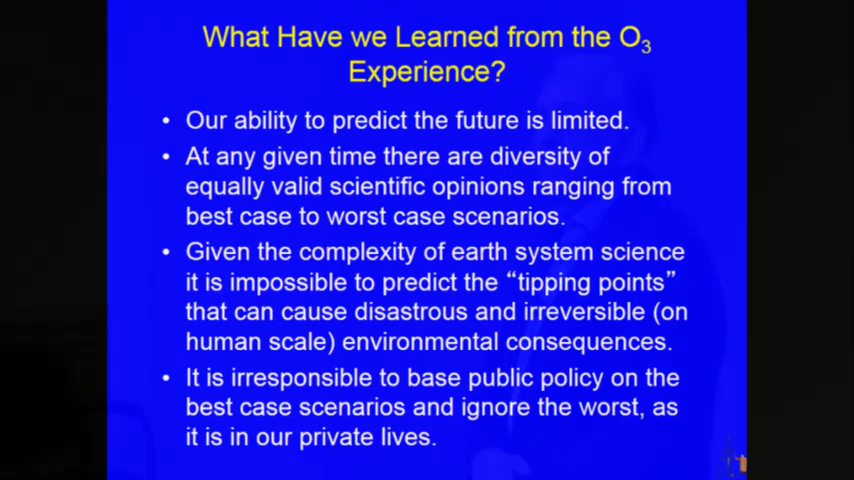 What Have we Learned from the O₃
Experience?
• Our ability to predict the future is limited.
• At any given time there are diversity of
equally valid scientific opinions ranging from
best case to worst case scenarios.
• Given the complexity of earth system science
it is impossible to predict the “tipping points”
that can cause disastrous and irreversible (on
human scale) environmental consequences.
• It is irresponsible to base public policy on the
best case scenarios and ignore the worst, as
it is in our private lives.